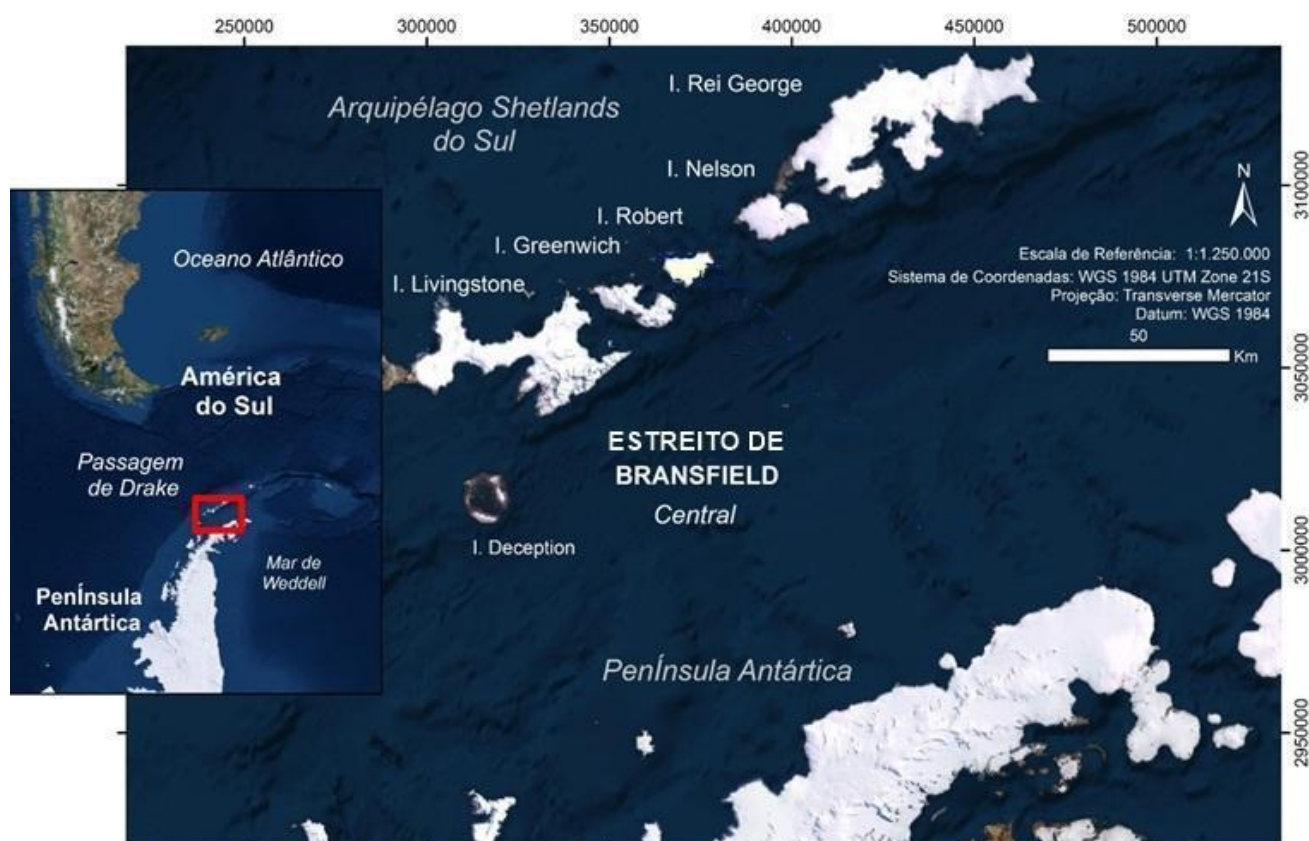 250000
300000
350000
400000
450000
500000
I. Rei George
Arquipélago Shetlands
do Sul
I. Nelson
3100000
N
I. Robert
I. Greenwich
Oceano Atlântico
I. Livingstone
Escala de Referência: 1:1.250.000
Sistema de Coordenadas: WGS 1984 UTM Zone 21S
Projeção: Transverse Mercator
Datum: WGS 1984
50
Km
3050000
América
do Sul
ESTREITO DE
BRANSFIELD
Central
Passagem
de Drake
I. Deception
3000000
Mar de
Weddell
PenÍnsula
Antártica
PenÍnsula Antártica
2950000